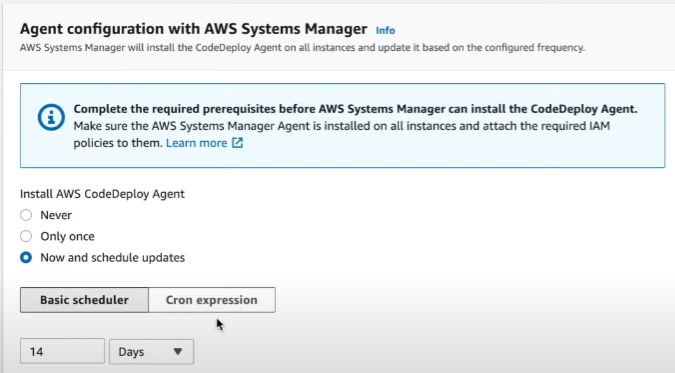 Agent configuration with AWS Systems Manager Info
AWS Systems Manager will install the CodeDeploy Agent on all instances and update it based on the configured frequency.
Complete the required prerequisites before AWS Systems Manager can install the CodeDeploy Agent.
Make sure the AWS Systems Manager Agent is installed on all instances and attach the required IAM
policies to them. Learn more
Install AWS CodeDeploy Agent
Never
Only once
Now and schedule updates
Basic scheduler Cron expression
14 Days